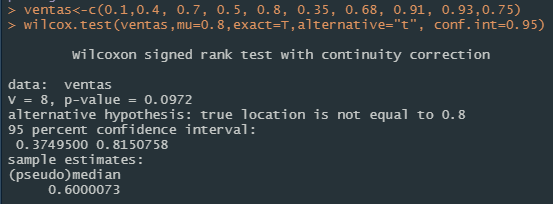 > ventas<-c(0.1,0.4, 0.7, 0.5, 0.8, 0.35, 0.68, 0.91, 0.93,0.75)
> wilcox.test(ventas,mu=0.8,exact=T,alternative="t", conf.int=0.95)
Wilcoxon signed rank test with continuity correction
data:  ventas
V = 8, p-value = 0.0972
alternative hypothesis: true location is not equal to 0.8
95 percent confidence interval:
0.3749500 0.8150758
sample estimates:
(pseudo)median
0.6000073